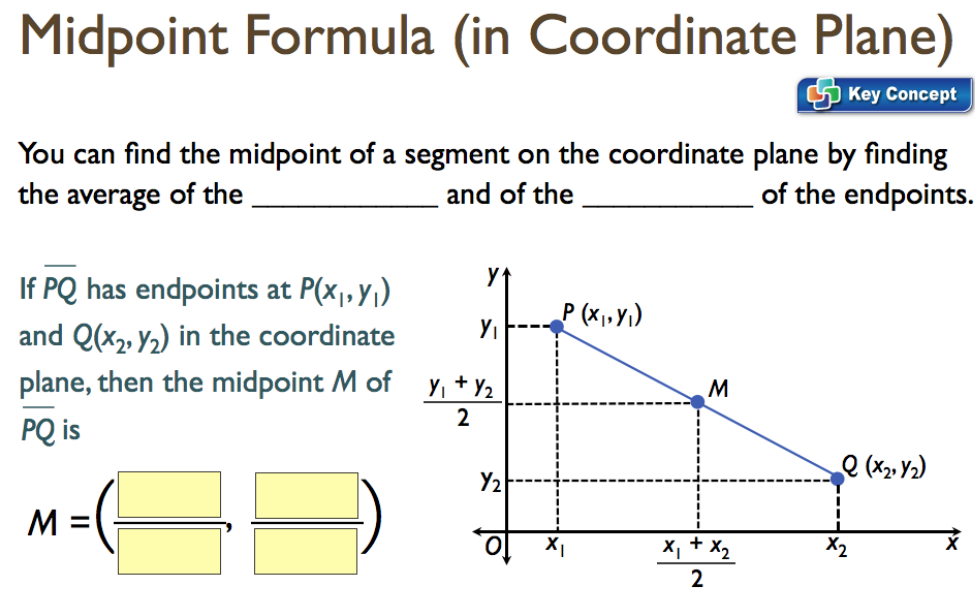 Midpoint Formula (in Coordinate Plane)
Key Concept
You can find the midpoint of a segment on the coordinate plane by finding
the average of the ____________ and of the ___________ of the endpoints.
If P̅Q̅ has endpoints at P(x₁, y₁)
and Q(x₂, y₂) in the coordinate
plane, then the midpoint M of
P̅Q̅ is
M = ( , )
y
P (x₁, y₁)
y₁
y₁ + y₂
2
M
y₂
Q (x₂, y₂)
O
x₁
x₁ + x₂
2
x₂
x